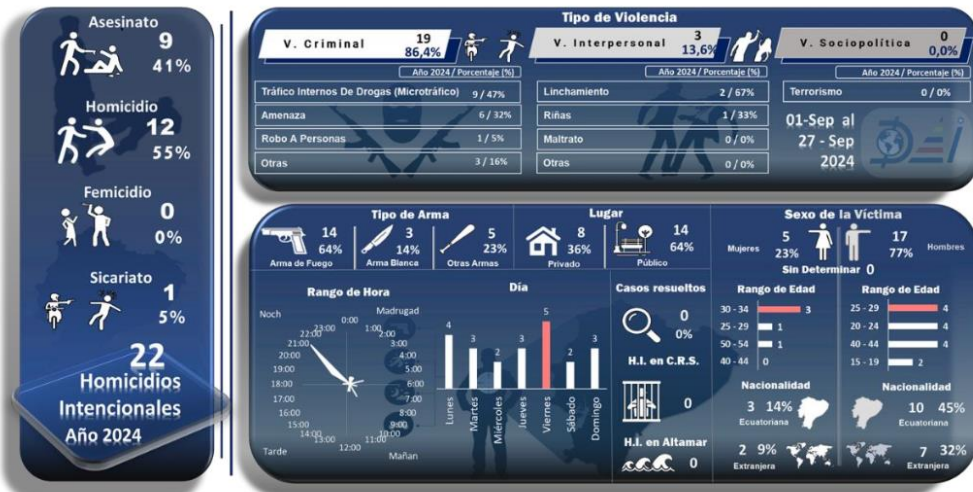 Asesinato
9
41%
Homicidio
12
55%
Femicidio
0
0%
Sicariato
1
5%
22
Homicidios
Intencionales
Año 2024
Tipo de Violencia
V. Criminal
19
86,4%
V. Interpersonal
3
13,6%
V. Sociopolítica
0
0,0%
Año 2024 / Porcentaje (%)
Tráfico Internos De Drogas (Microtráfico) 9 / 47%
Amenaza 6 / 32%
Robo A Personas 1 / 5%
Otras 3 / 16%
Año 2024 / Porcentaje (%)
Linchamiento 2 / 67%
Riñas 1 / 33%
Maltrato 0 / 0%
Otras 0 / 0%
Año 2024 / Porcentaje (%)
Terrorismo 0 / 0%
01-Sep al
27 - Sep
2024
Tipo de Arma
14
64%
Arma de Fuego
3
14%
Arma Blanca
5
23%
Otras Armas
Lugar
8
36%
Privado
14
64%
Público
Sexo de la Víctima
Mujeres 5
23%
17 Hombres
77%
Sin Determinar 0
Rango de Hora
Noch
Madrugad
0:00
1:00
2:00
3:00
4:00
5:00
6:00
7:00
8:00
9:00
10:00
11:00
12:00
13:00
14:00
15:00
16:00
17:00
18:00
19:00
20:00
21:00
22:00
23:00
Tarde
Mañan
Día
4
3
2
3
5
2
3
Lunes
Martes
Miércoles
Jueves
Viernes
Sábado
Domingo
Casos resueltos
0
0%
H.I. en C.R.S.
0
H.I. en Altamar
0
Rango de Edad
30 - 34 3
25 - 29 1
50 - 54 1
40 - 44 0
Rango de Edad
25 - 29 4
20 - 24 4
40 - 44 4
15 - 19 2
Nacionalidad
3 14%
Ecuatoriana
2 9%
Extranjera
Nacionalidad
10 45%
Ecuatoriana
7 32%
Extranjera